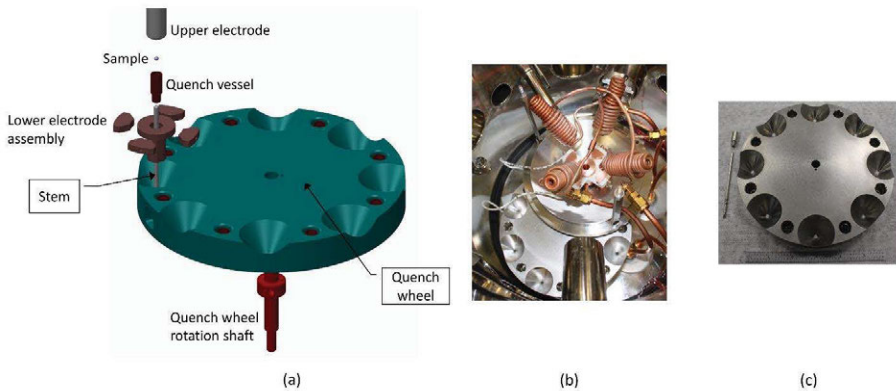 Upper electrode
Sample
Quench vessel
Lower electrode
assembly
Stem
Quench
wheel
Quench wheel
rotation shaft
(a)
(b)
(c)